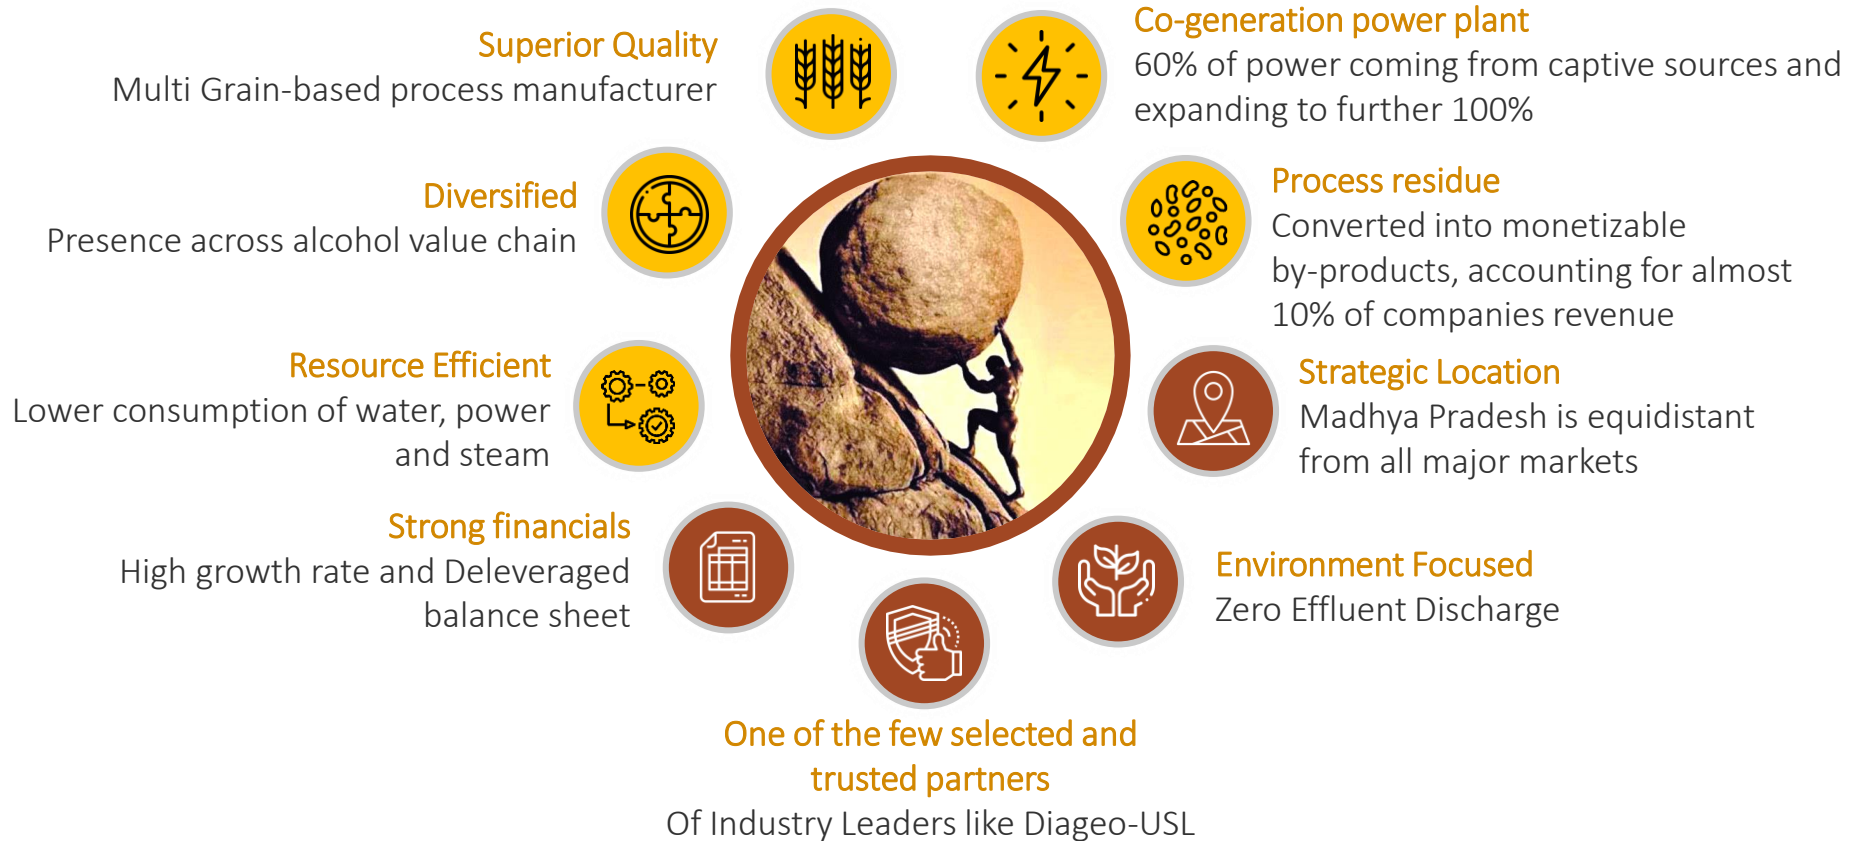 Superior Quality
Multi Grain-based process manufacturer
Co-generation power plant
60% of power coming from captive sources and
expanding to further 100%
Diversified
Presence across alcohol value chain
Process residue
Converted into monetizable
by-products, accounting for almost
10% of companies revenue
Resource Efficient
Lower consumption of water, power
and steam
Strategic Location
Madhya Pradesh is equidistant
from all major markets
Strong financials
High growth rate and Deleveraged
balance sheet
Environment Focused
Zero Effluent Discharge
One of the few selected and
trusted partners
Of Industry Leaders like Diageo-USL